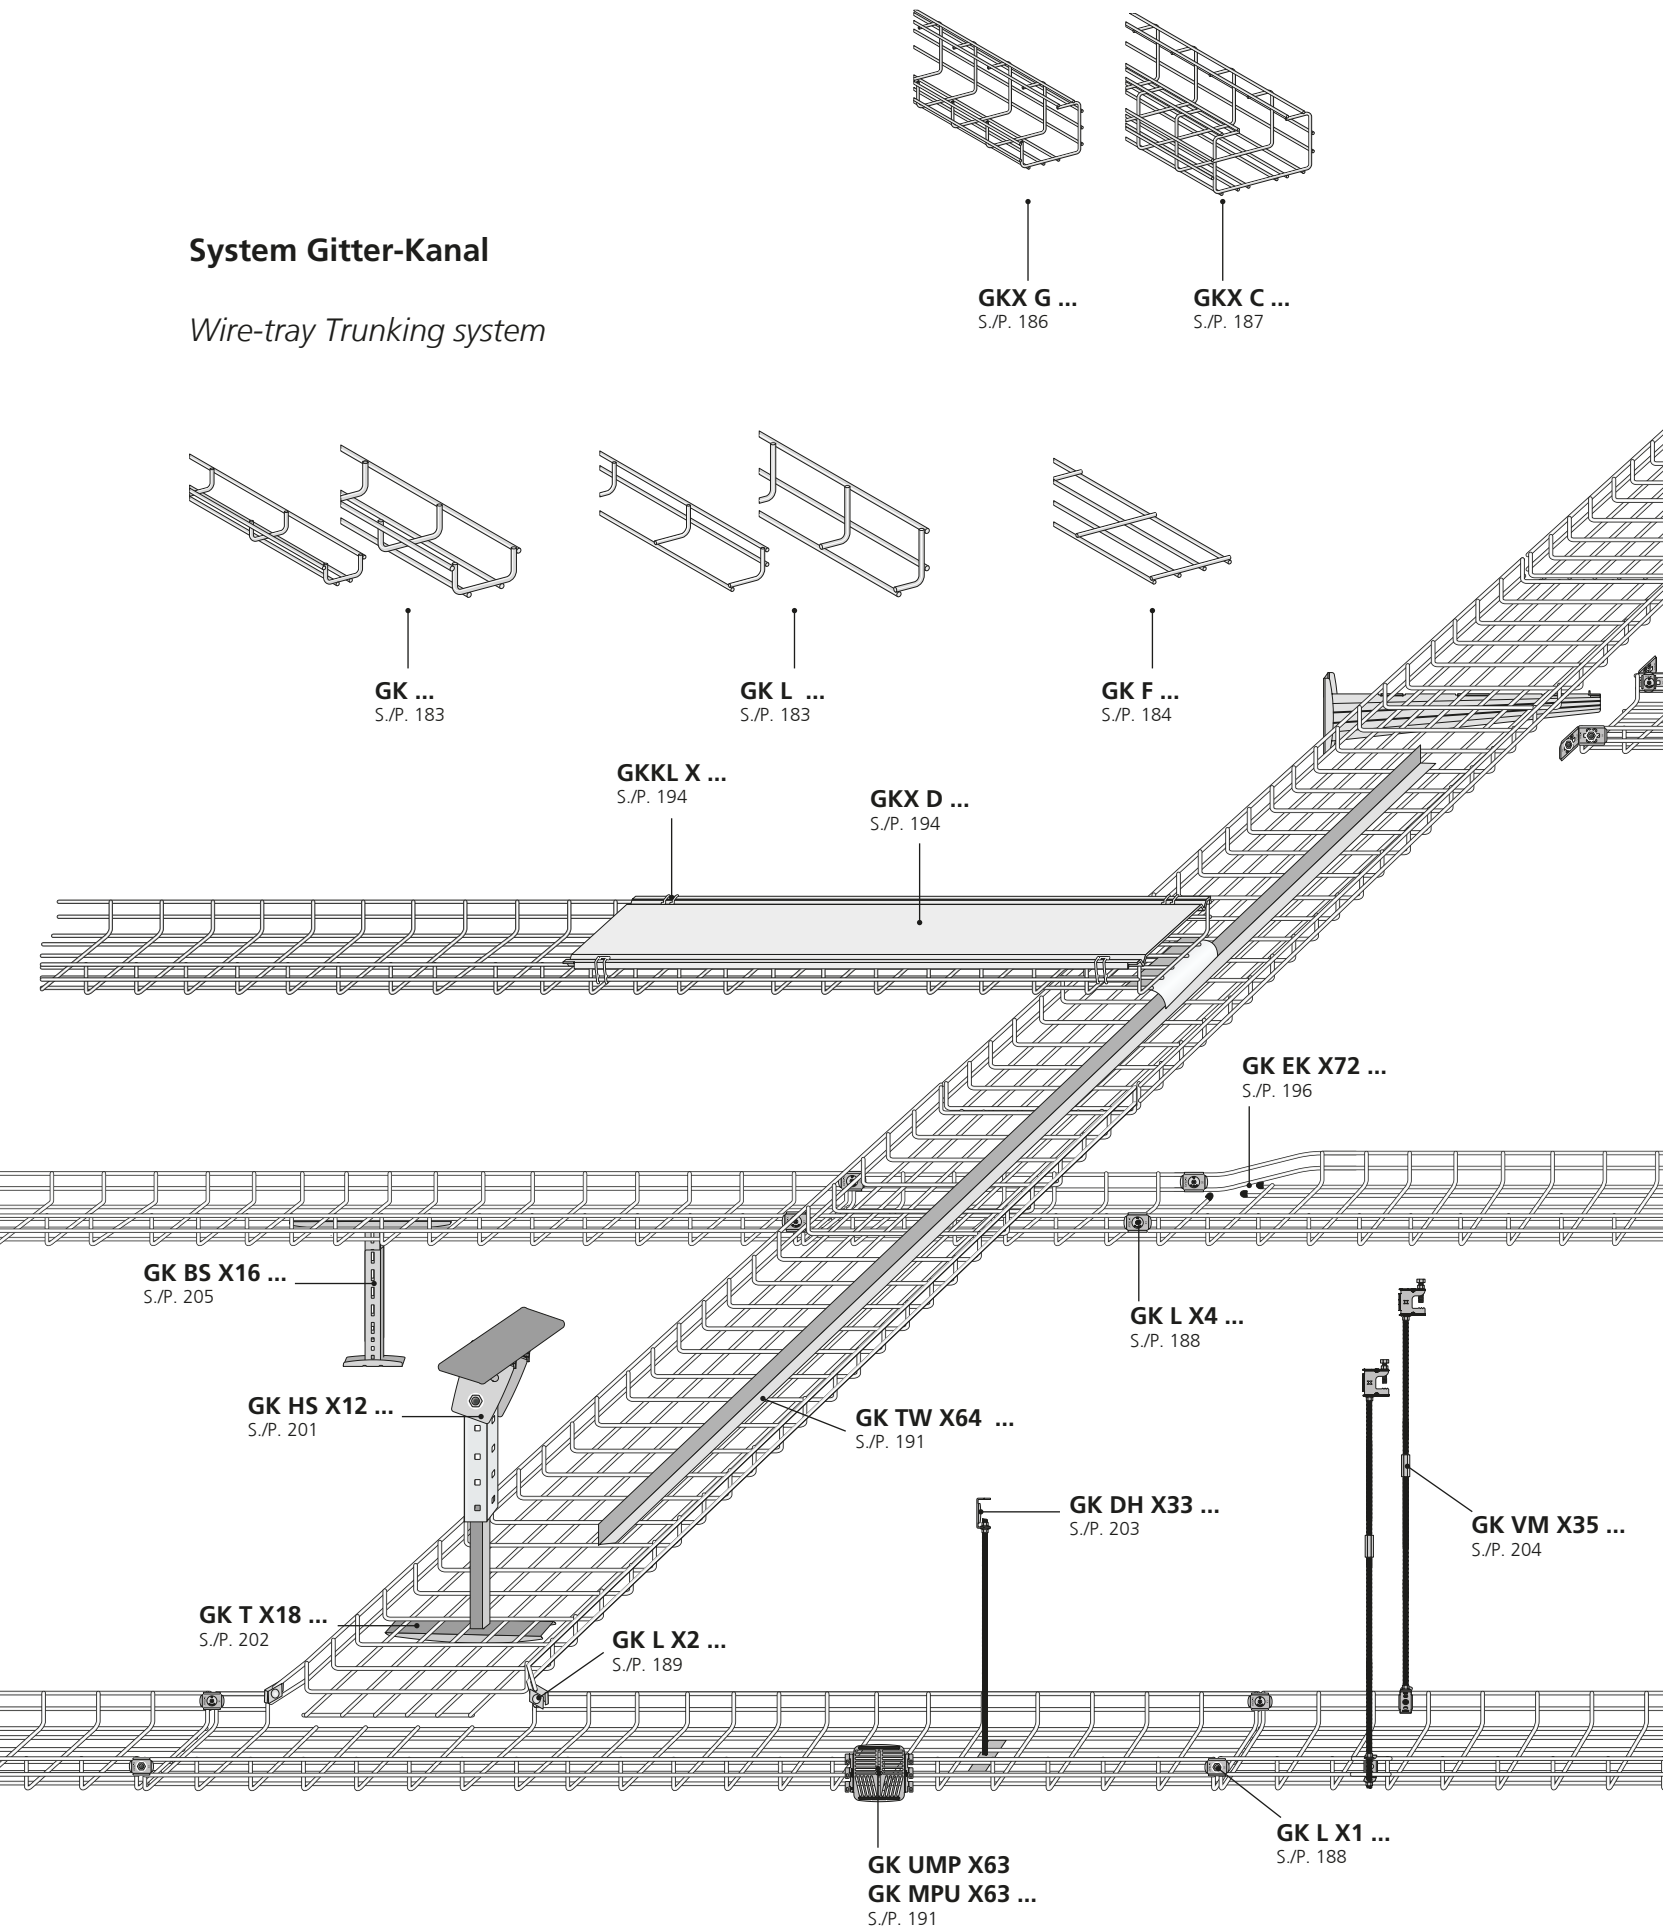 System Gitter-Kanal
Wire-tray Trunking system
GKX G ...
S./P. 186
GKX C ...
S./P. 187
GK ...
S./P. 183
GK L ...
S./P. 183
GK F ...
S./P. 184
GKKL X ...
S./P. 194
GKX D ...
S./P. 194
GK EK X72 ...
S./P. 196
GK BS X16 ...
S./P. 205
GK L X4 ...
S./P. 188
GK HS X12 ...
S./P. 201
GK TW X64 ...
S./P. 191
GK DH X33 ...
S./P. 203
GK VM X35 ...
S./P. 204
GK T X18 ...
S./P. 202
GK L X2 ...
S./P. 189
GK L X1 ...
S./P. 188
GK UMP X63
GK MPU X63 ...
S./P. 191